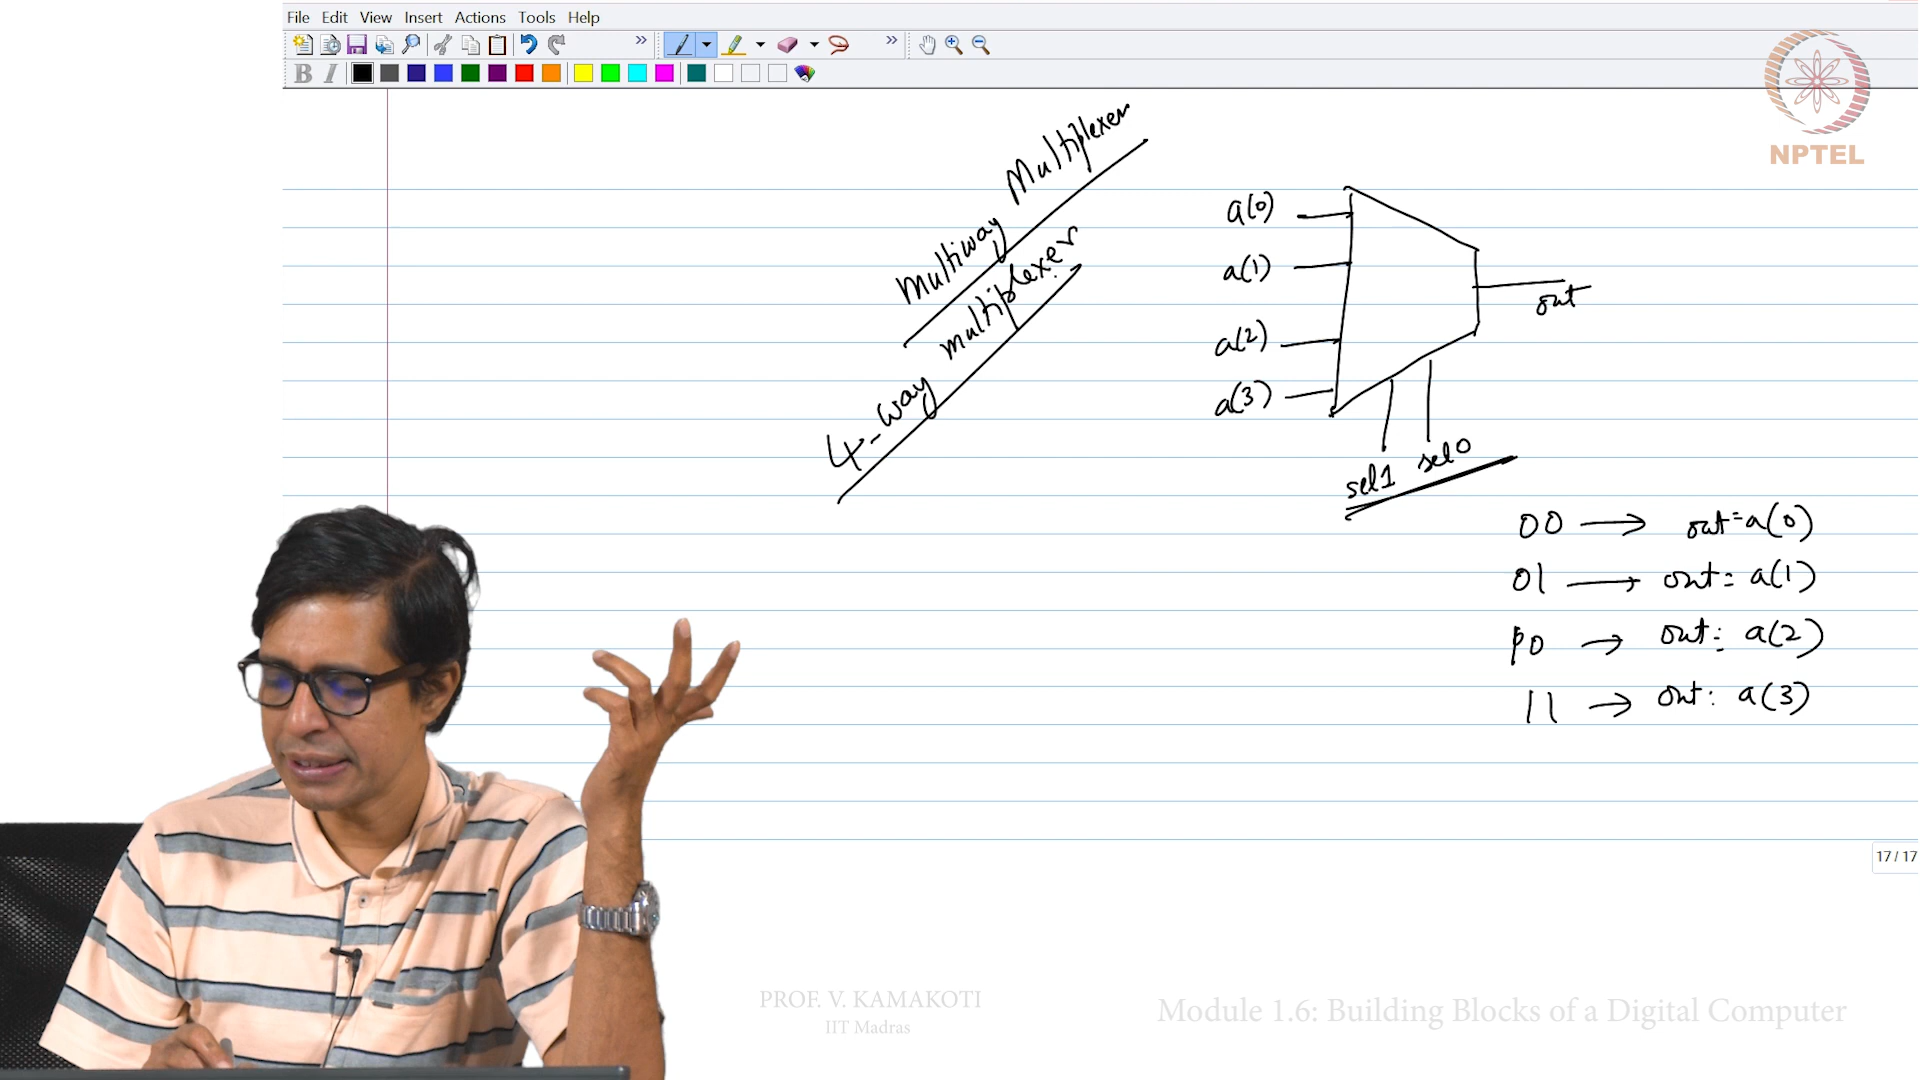 File Edit View Insert Actions Tools Help
B I
NPTEL
Multiway Multiplexer
4-way multiplexer
a(0)
a(1)
a(2)
a(3)
out
sel1 sel0
00 → out=a(0)
01 → out= a(1)
10 → out= a(2)
11 → out: a(3)
17 / 17
PROF. V. KAMAKOTI
IIT Madras
Module 1.6: Building Blocks of a Digital Computer